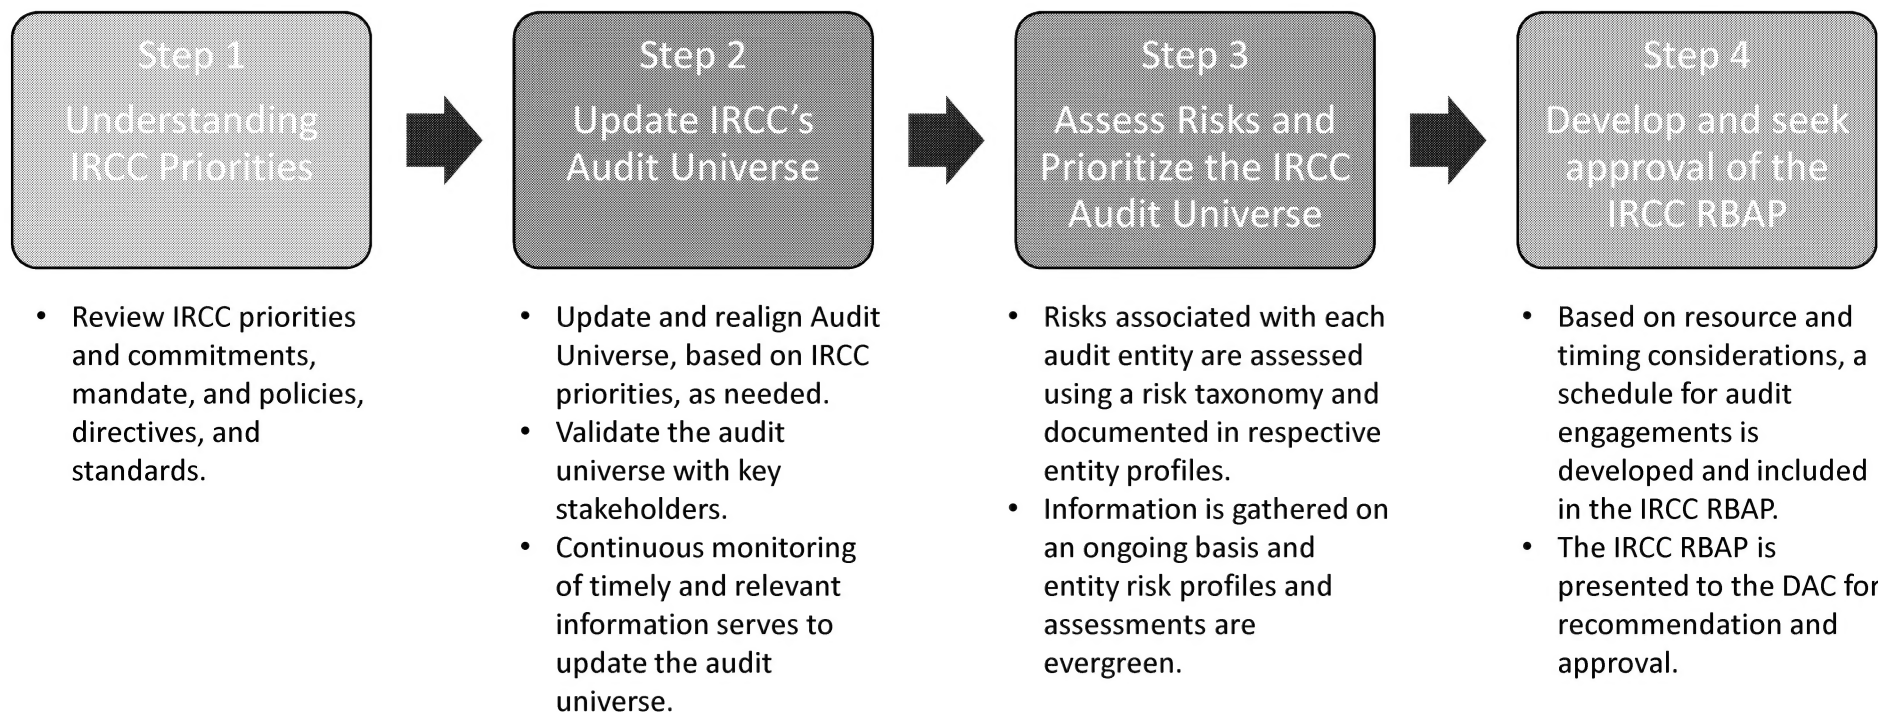 Step 1
Understanding
IRCC Priorities
Step 2
Update IRCC’s
Audit Universe
Step 3
Assess Risks and
Prioritize the IRCC
Audit Universe
Step 4
Develop and seek
approval of the
IRCC RBAP
• Review IRCC priorities
and commitments,
mandate, and policies,
directives, and
standards.
• Update and realign Audit
Universe, based on IRCC
priorities, as needed.
• Validate the audit
universe with key
stakeholders.
• Continuous monitoring
of timely and relevant
information serves to
update the audit
universe.
• Risks associated with each
audit entity are assessed
using a risk taxonomy and
documented in respective
entity profiles.
• Information is gathered on
an ongoing basis and
entity risk profiles and
assessments are
evergreen.
• Based on resource and
timing considerations, a
schedule for audit
engagements is
developed and included
in the IRCC RBAP.
• The IRCC RBAP is
presented to the DAC for
recommendation and
approval.